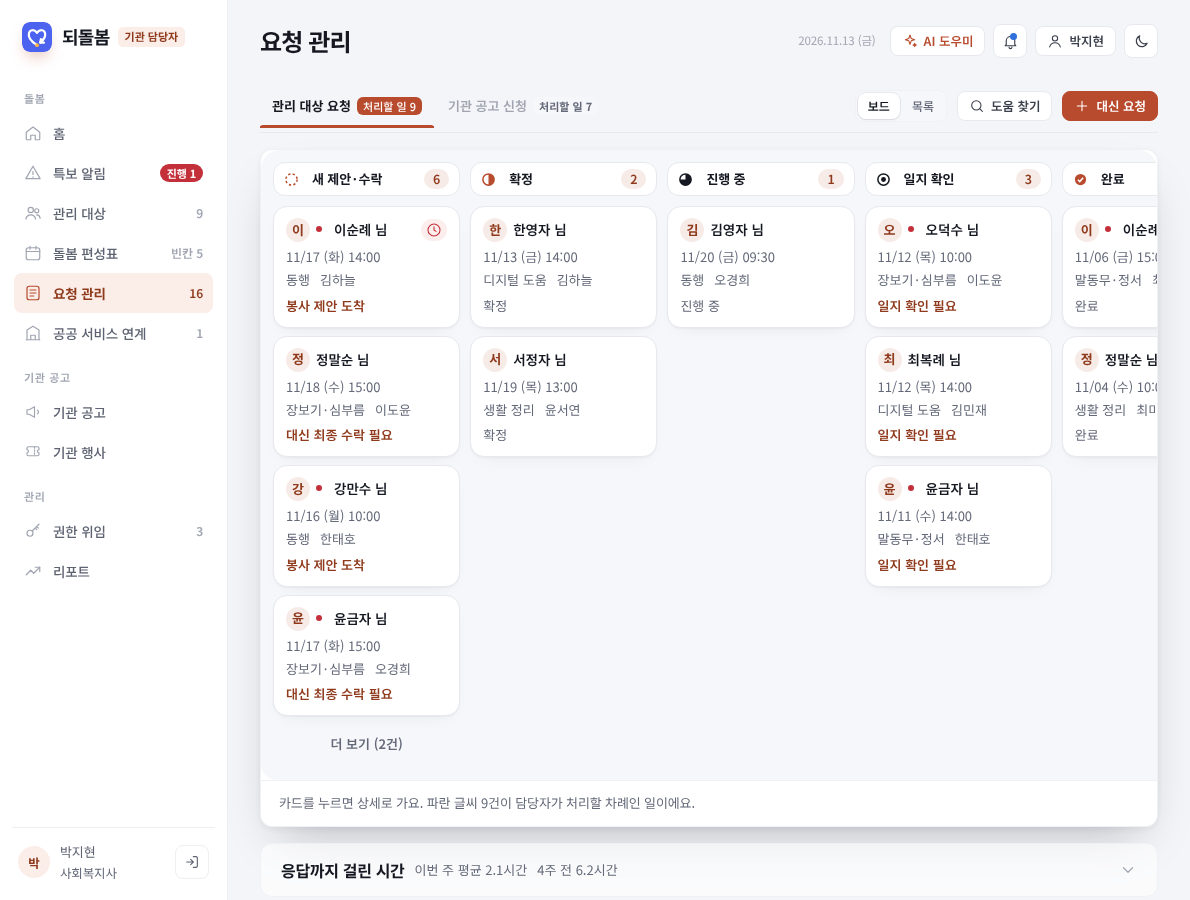 되돌봄 기관 담당자
돌봄
홈
특보 알림 진행 1
관리 대상 9
돌봄 편성표 빈칸 5
요청 관리 16
공공 서비스 연계 1
기관 공고
기관 공고
기관 행사
관리
권한 위임 3
리포트
박 박지현
사회복지사
요청 관리
2026.11.13 (금) AI 도우미 박지현
관리 대상 요청 처리할 일 9 기관 공고 신청 처리할 일 7
보드 목록 도움 찾기 대신 요청
새 제안·수락 6
이 이순례 님
11/17 (화) 14:00
동행 김하늘
봉사 제안 도착
정 정말순 님
11/18 (수) 15:00
장보기·심부름 이도윤
대신 최종 수락 필요
강 강만수 님
11/16 (월) 10:00
동행 한태호
봉사 제안 도착
윤 윤금자 님
11/17 (화) 15:00
장보기·심부름 오경희
대신 최종 수락 필요
더 보기 (2건)
확정 2
한 한영자 님
11/13 (금) 14:00
디지털 도움 김하늘
확정
서 서정자 님
11/19 (목) 13:00
생활 정리 윤서연
확정
진행 중 1
김 김영자 님
11/20 (금) 09:30
동행 오경희
진행 중
일지 확인 3
오 오덕수 님
11/12 (목) 10:00
장보기·심부름 이도윤
일지 확인 필요
최 최복례 님
11/12 (목) 14:00
디지털 도움 김민재
일지 확인 필요
윤 윤금자 님
11/11 (수) 14:00
말동무·정서 한태호
일지 확인 필요
완료
이 이순례
11/06 (금) 15:0
말동무·정서
완료
정 정말순 님
11/04 (수) 10:0
생활 정리
완료
카드를 누르면 상세로 가요. 파란 글씨 9건이 담당자가 처리할 차례인 일이에요.
응답까지 걸린 시간 이번 주 평균 2.1시간 4주 전 6.2시간